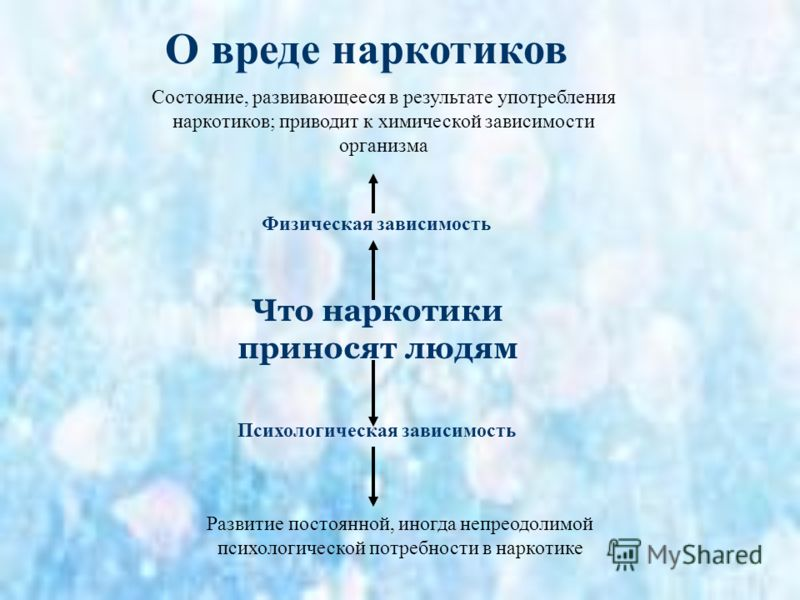 О вреде наркотиков
Состояние, развивающееся в результате употребления
наркотиков; приводит к химической зависимости
организма
Физическая зависимость
Что наркотики
приносят людям
Психологическая зависимость
Развитие постоянной, иногда непреодолимой
психологической потребности в наркотике
MyShared